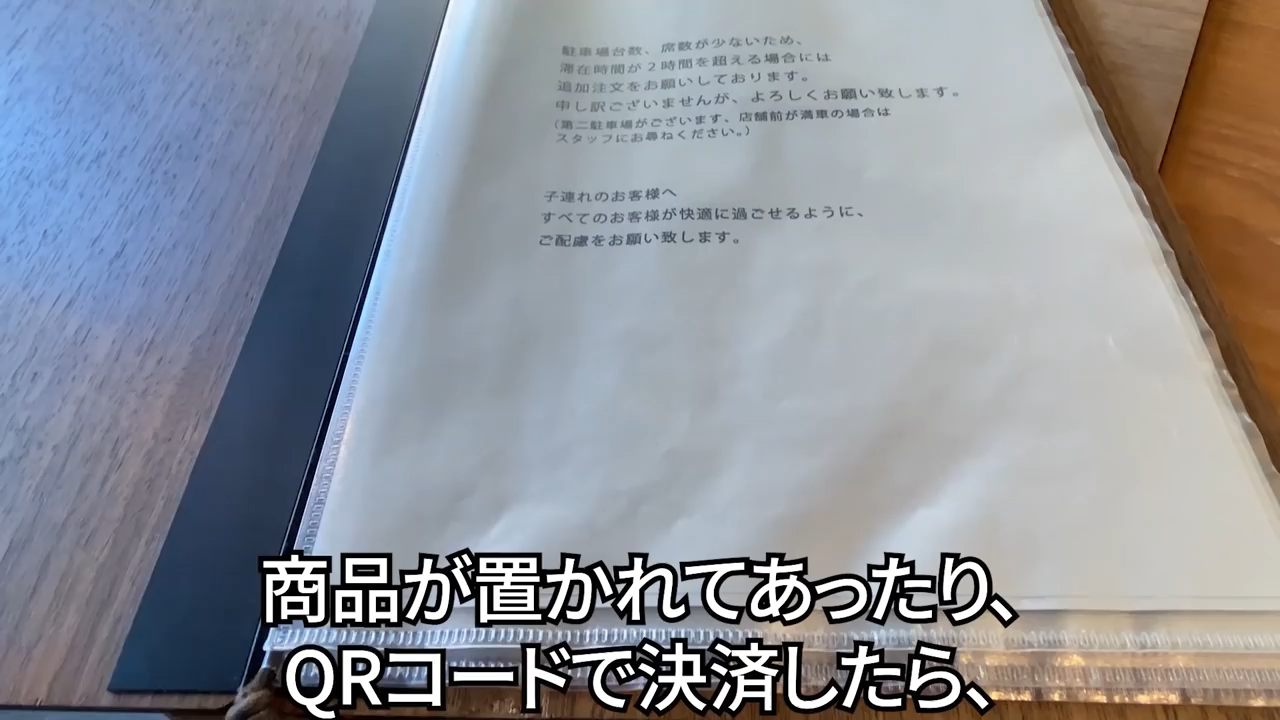 駐車場台数、席数が少ないため、
滞在時間が２時間を超える場合には
追加注文をお願いしております。
申し訳ございませんが、よろしくお願い致します。
（第二駐車場がございます、店舗前が満車の場合は
スタッフにお尋ねください。）
子連れのお客様へ
すべてのお客様が快適に過ごせるように、
ご配慮をお願い致します。
商品が置かれてあったり、
QRコードで決済したら、